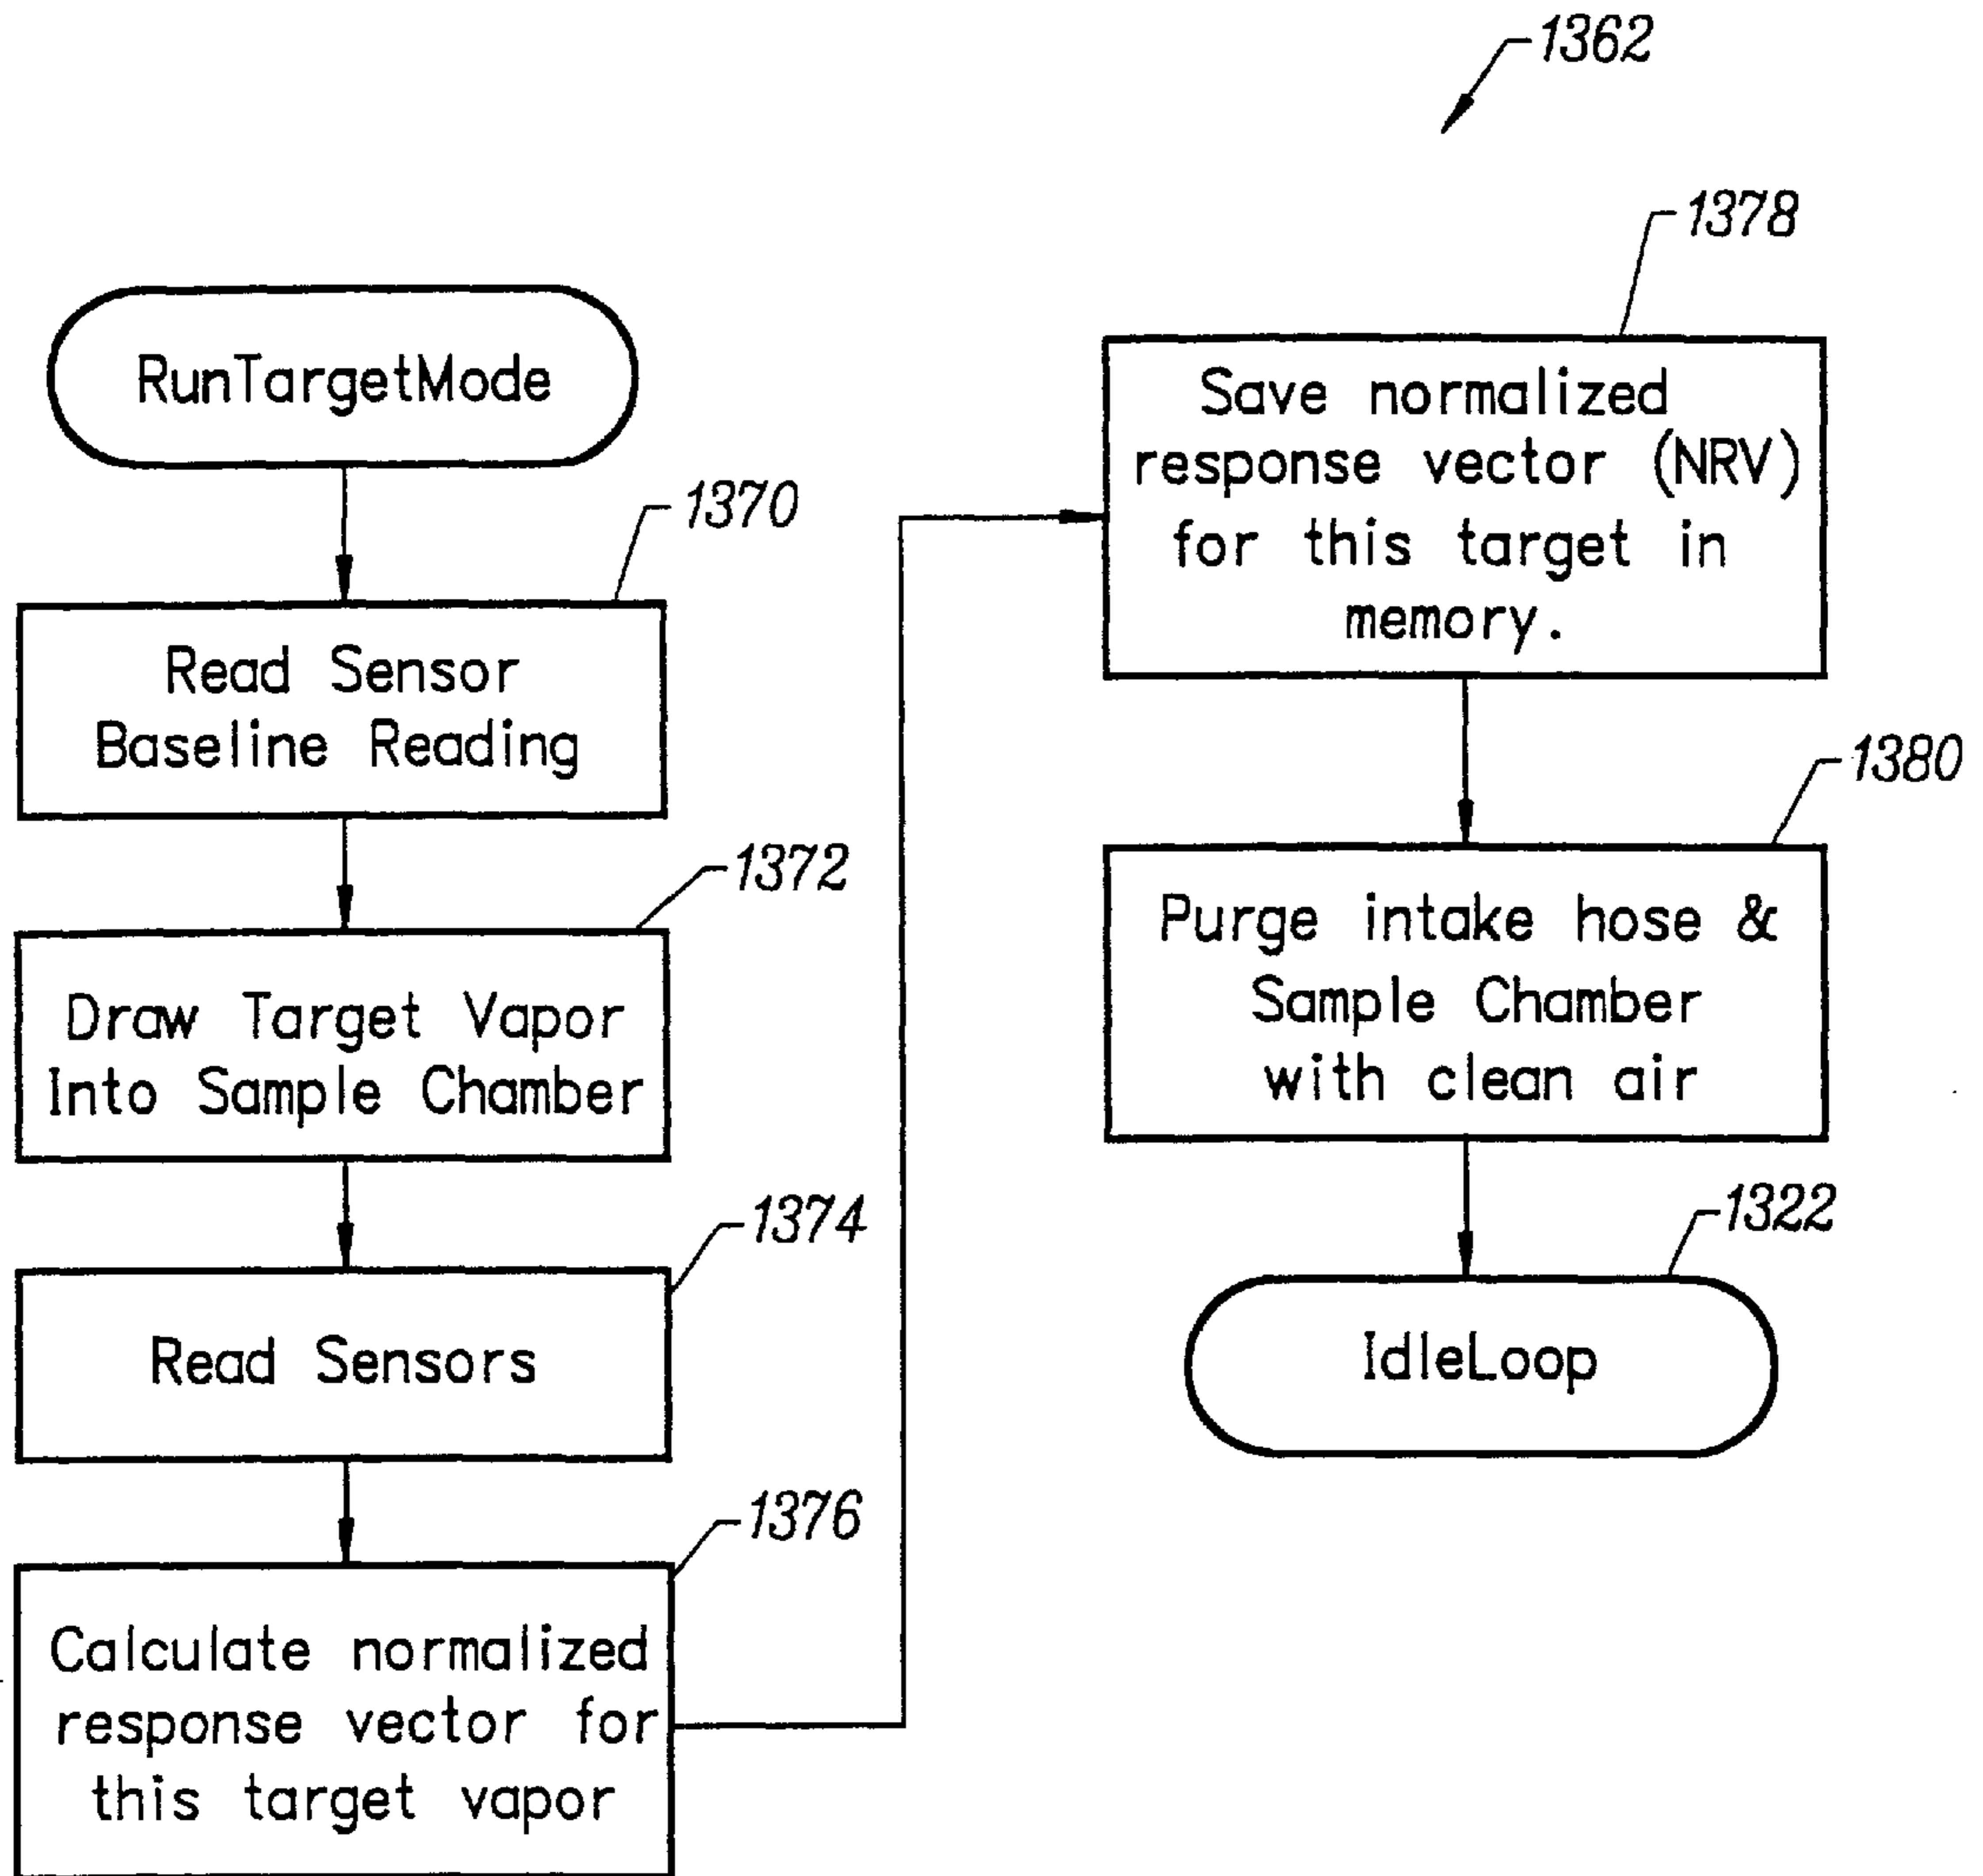 1362
RunTargetMode
1370
Read Sensor
Baseline Reading
1372
Draw Target Vapor
Into Sample Chamber
1374
Read Sensors
1376
Calculate normalized
response vector for
this target vapor
1378
Save normalized
response vector (NRV)
for this target in
memory.
1380
Purge intake hose &
Sample Chamber
with clean air
1322
IdleLoop